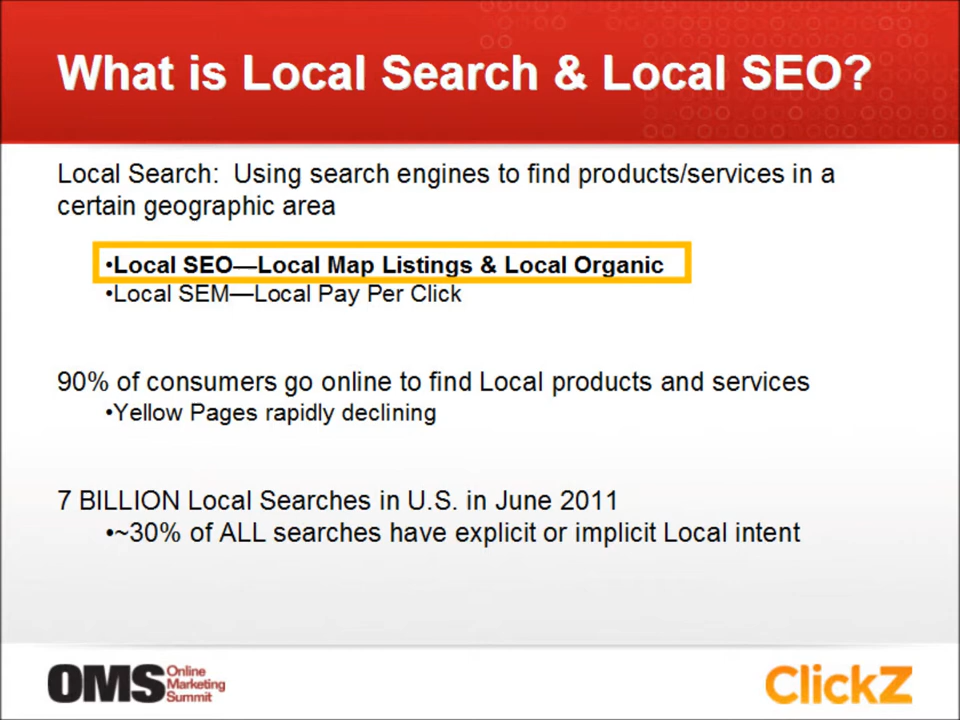 What is Local Search & Local SEO?
Local Search:  Using search engines to find products/services in a
certain geographic area
•Local SEO—Local Map Listings & Local Organic
•Local SEM—Local Pay Per Click
90% of consumers go online to find Local products and services
•Yellow Pages rapidly declining
7 BILLION Local Searches in U.S. in June 2011
•~30% of ALL searches have explicit or implicit Local intent
OMS Online
Marketing
Summit
ClickZ